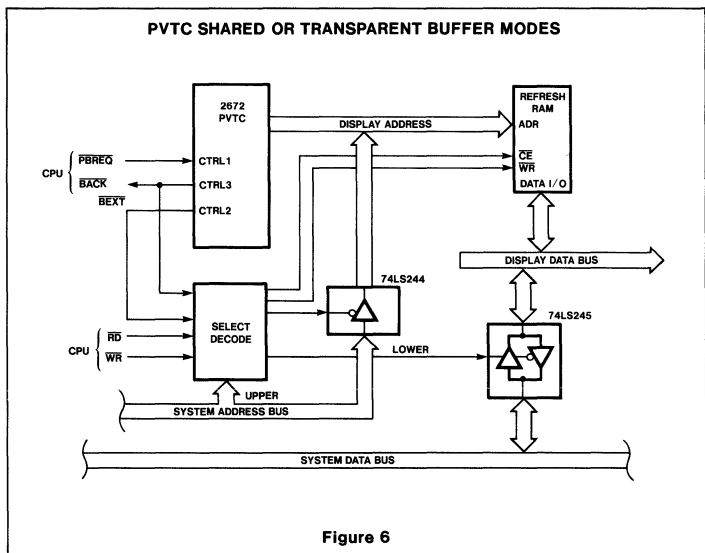 PVTC SHARED OR TRANSPARENT BUFFER MODES
2672
PVTC
REFRESH
RAM
DISPLAY ADDRESS
ADR
CPU
PBREQ
CTRL1
BACK
CTRL3
BEXT
CTRL2
CE
WR
DATA I/O
DISPLAY DATA BUS
74LS244
74LS245
SELECT
DECODE
CPU
RD
WR
LOWER
UPPER
SYSTEM ADDRESS BUS
SYSTEM DATA BUS
Figure 6